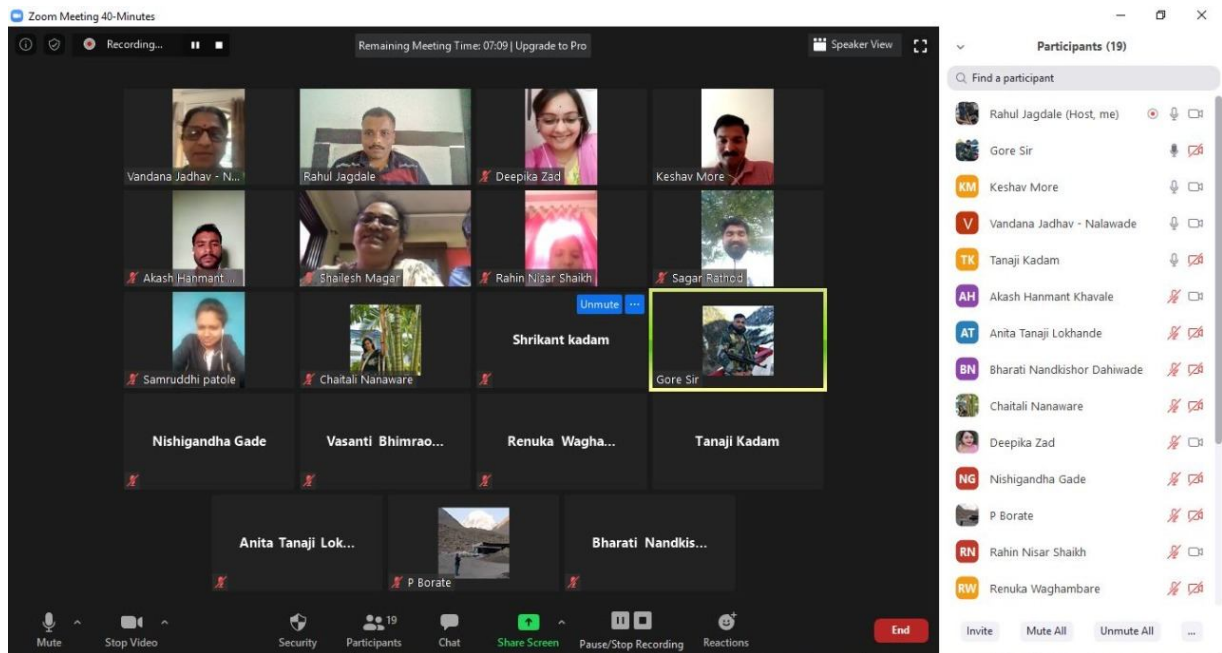 Zoom Meeting 40-Minutes
Recording...
Remaining Meeting Time: 07:09 | Upgrade to Pro
Speaker View
Vandana Jadhav - N...
Rahul Jagdale
Deepika Zad
Keshav More
Akash Hanmant ...
Shailesh Magar
Rahin Nisar Shaikh
Sagar Rathod
Samruddhi patole
Chaitali Nanaware
Unmute ...
Shrikant kadam
Gore Sir
Nishigandha Gade
Vasanti Bhimrao...
Renuka Wagha...
Tanaji Kadam
Anita Tanaji Lok...
P Borate
Bharati Nandkis...
Mute
Stop Video
Security
19
Participants
Chat
Share Screen
Pause/Stop Recording
Reactions
End
Participants (19)
Find a participant
Rahul Jagdale (Host, me)
Gore Sir
KM Keshav More
V Vandana Jadhav - Nalawade
TK Tanaji Kadam
AH Akash Hanmant Khavale
AT Anita Tanaji Lokhande
BN Bharati Nandkishor Dahiwade
Chaitali Nanaware
Deepika Zad
NG Nishigandha Gade
P Borate
RN Rahin Nisar Shaikh
RW Renuka Waghambare
Invite Mute All Unmute All ...